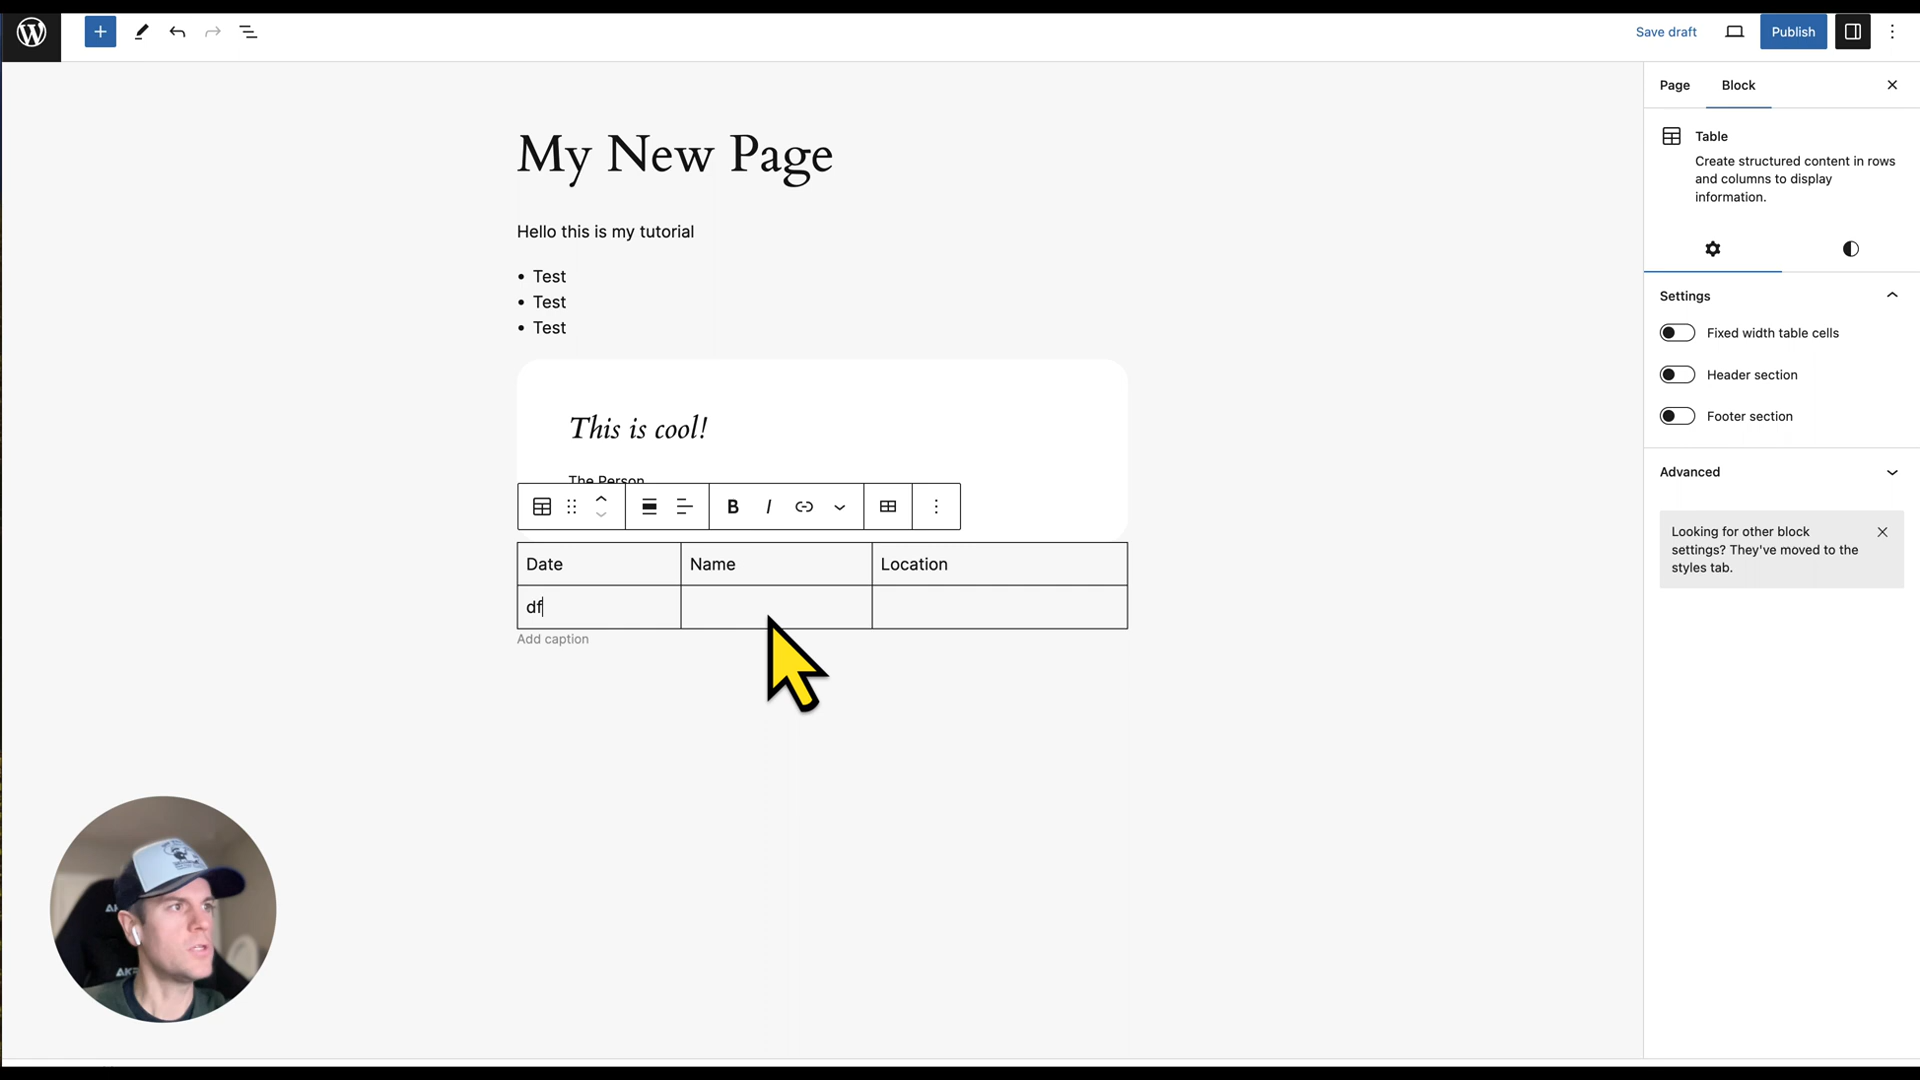 Save draft
Publish
Page
Block
Table
Create structured content in rows
and columns to display
information.
Settings
Fixed width table cells
Header section
Footer section
Advanced
Looking for other block
settings? They've moved to the
styles tab.
My New Page
Hello this is my tutorial
• Test
• Test
• Test
This is cool!
The Person
B I
Date Name Location
df
Add caption